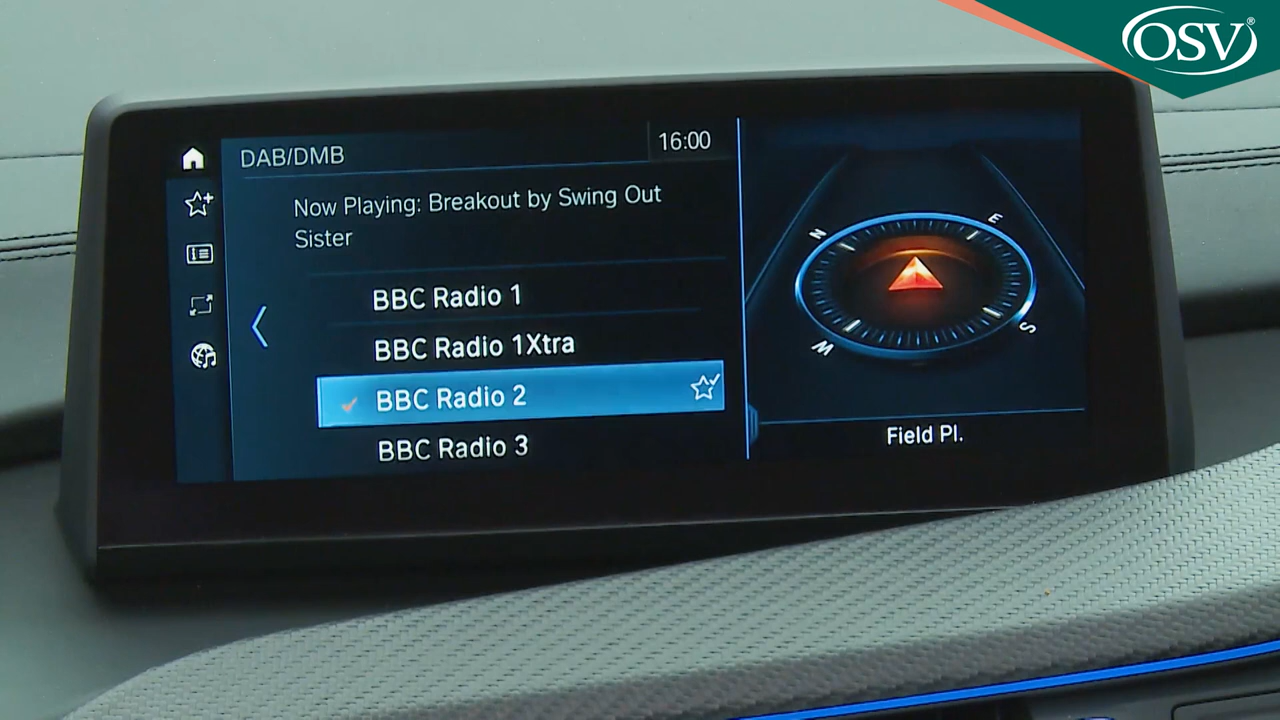 OSV®
DAB/DMB
16:00
Now Playing: Breakout by Swing Out
Sister
BBC Radio 1
BBC Radio 1Xtra
BBC Radio 2
BBC Radio 3
N
E
W
S
Field Pl.